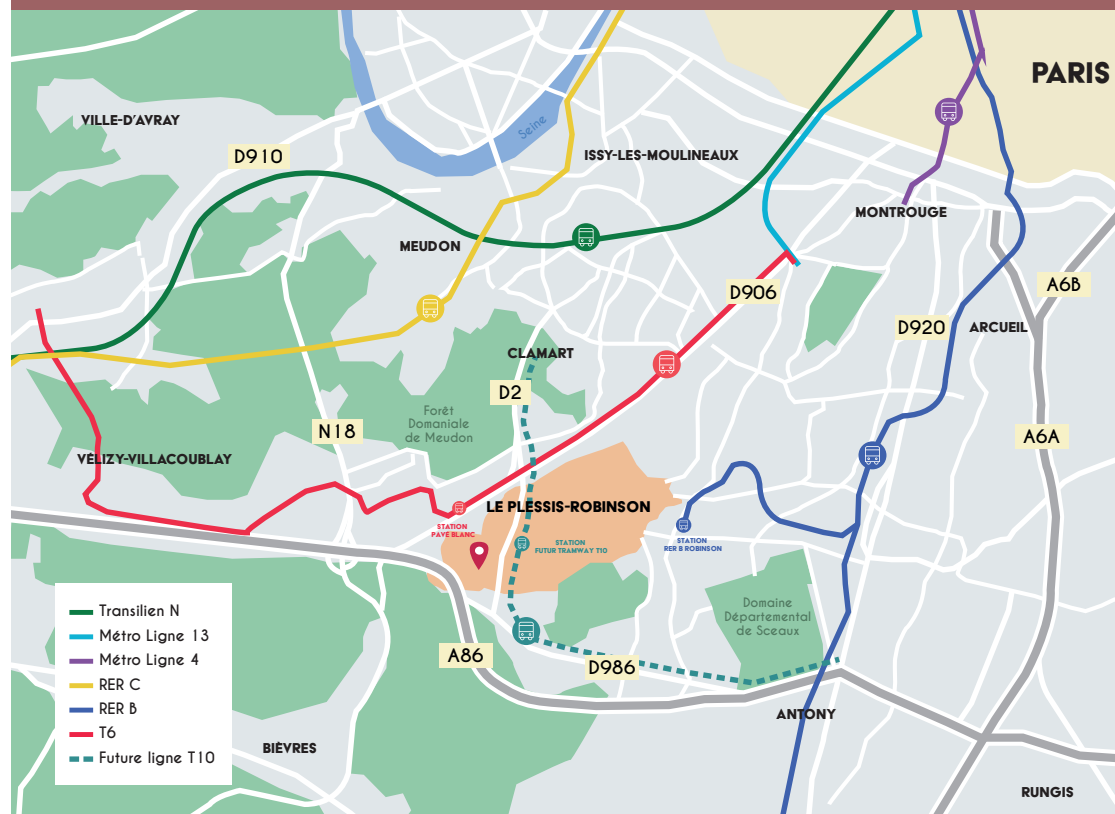 PARIS
VILLE-D'AVRAY
Seine
D910
ISSY-LES-MOULINEAUX
MONTROUGE
MEUDON
A6B
D906
D920
ARCUEIL
CLAMART
D2
Forêt
Domaniale
de Meudon
N18
A6A
VÉLIZY-VILLACOUBLAY
LE PLESSIS-ROBINSON
STATION
PAVÉ BLANC
STATION
FUTUR TRAMWAY T10
STATION
RER B ROBINSON
Domaine
Départemental
de Sceaux
A86
D986
ANTONY
BIÈVRES
RUNGIS
Transilien N
Métro Ligne 13
Métro Ligne 4
RER C
RER B
T6
Future ligne T10